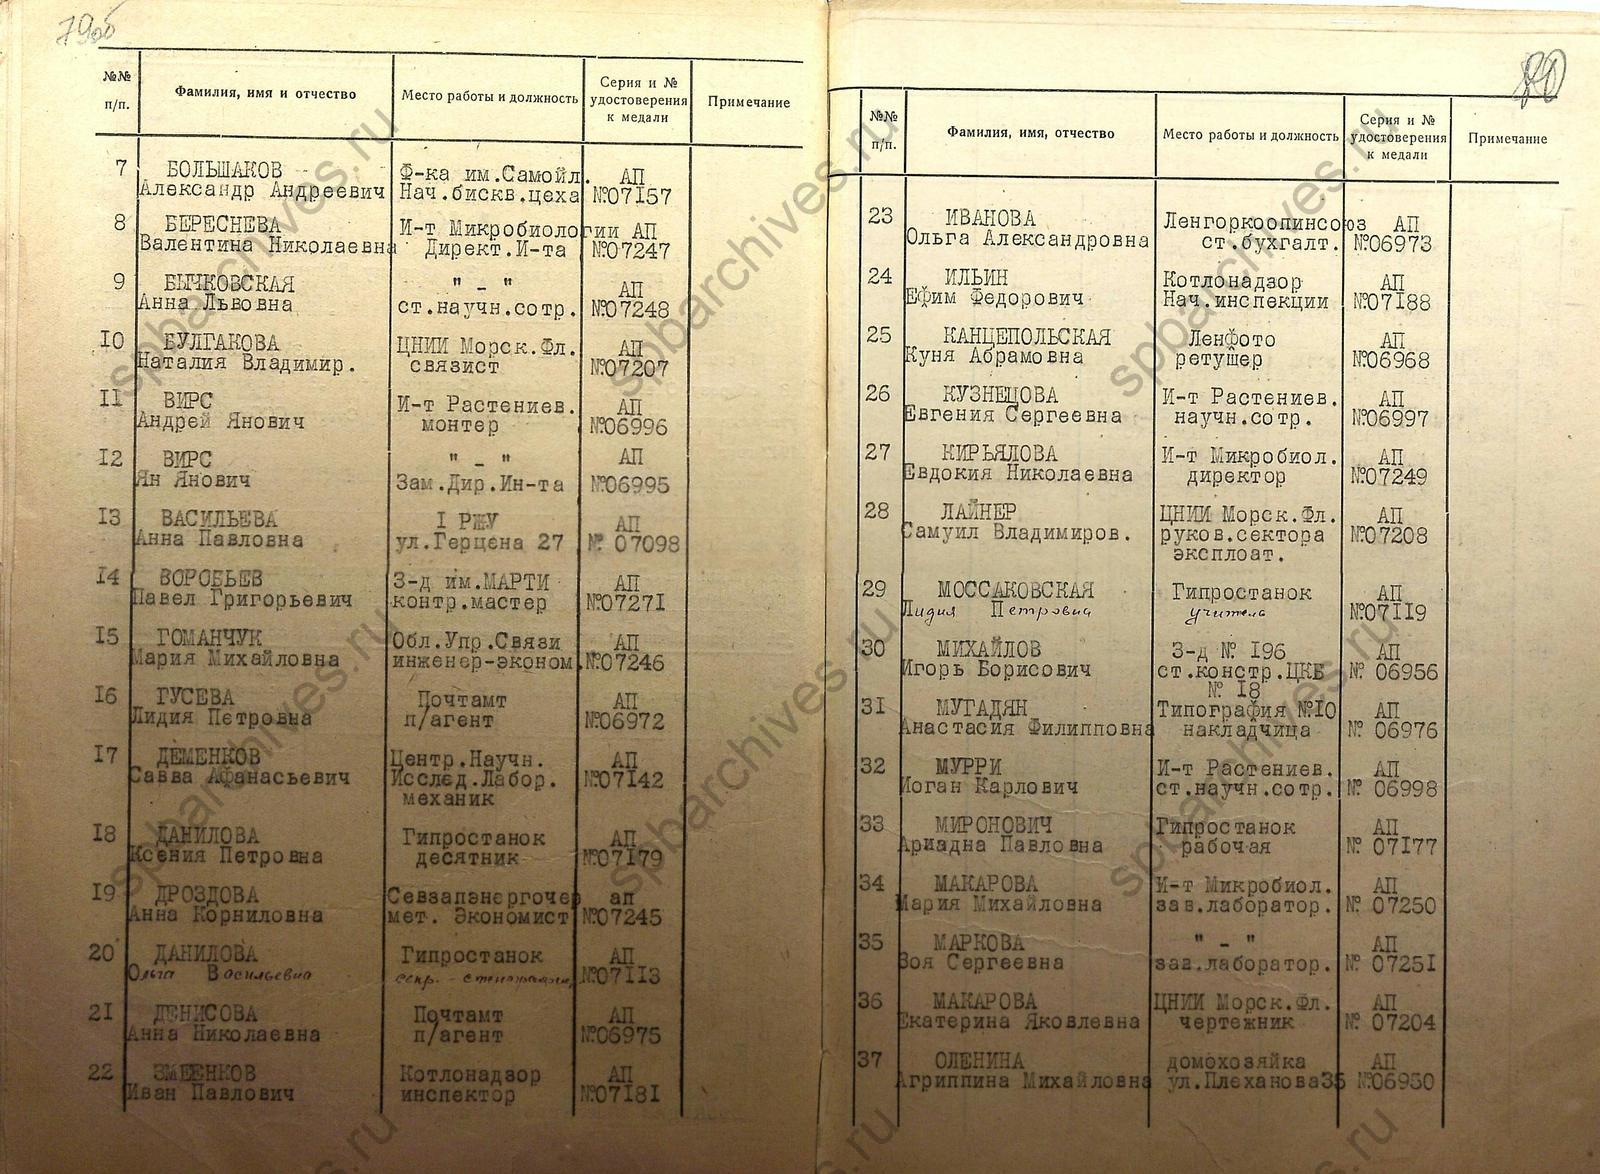 79об
№№ п/п.
Фамилия, имя и отчество
Место работы и должность
Серия и № удостоверения к медали
Примечание
7 БОЛЬШАКОВ Ф-ка им.Самойл. АП
Александр Андреевич Нач.бискв.цеха №07157
8 БЕРЕСНЕВА И-т Микробиологии АП
Валентина Николаевна Директ.И-та №07247
9 БЫЧКОВСКАЯ " - " АП
Анна Львовна ст.научн.сотр. №07248
10 БУЛГАКОВА ЦНИИ Морск.Фл. АП
Наталия Владимир. связист №07207
11 ВИРС И-т Растениев. АП
Андрей Янович монтер №06996
12 ВИРС " - " АП
Ян Янович Зам.Дир.Ин-та №06995
13 ВАСИЛЬЕВА I РЖУ АП
Анна Павловна ул.Герцена 27 № 07098
14 ВОРОБЬЕВ З-д им.МАРТИ АП
Павел Григорьевич контр.мастер №07271
15 ГОМАНЧУК Обл.Упр.Связи АП
Мария Михайловна инженер-эконом. №07246
16 ГУСЕВА Почтамт АП
Лидия Петровна п/агент №06972
17 ДЕМЕНКОВ Центр.Научн. АП
Савва Афанасьевич Исслед.Лабор. №07142
механик
18 ДАНИЛОВА Гипростанок АП
Ксения Петровна десятник №07179
19 ДРОЗДОВА Севзапэнергочер ап
Анна Корниловна мет. Экономист №07245
20 ДАНИЛОВА Гипростанок АП
Ольга Васильевна секр. - №07113
21 ДЕНИСОВА Почтамт АП
Анна Николаевна п/агент №06975
22 ЗМЕЕНКОВ Котлонадзор АП
Иван Павлович инспектор №07181
80
№№ п/п.
Фамилия, имя, отчество
Место работы и должность
Серия и № удостоверения к медали
Примечание
23 ИВАНОВА Ленгоркоопинсоюз АП
Ольга Александровна ст.бухгалт. №06973
24 ИЛЬИН Котлонадзор АП
Ефим Федорович Нач.инспекции №07188
25 КАНЦЕПОЛЬСКАЯ Ленфото АП
Куня Абрамовна ретушер №06968
26 КУЗНЕЦОВА И-т Растениев. АП
Евгения Сергеевна научн.сотр. №06997
27 КИРЬЯЛОВА И-т Микробиол. АП
Евдокия Николаевна директор №07249
28 ЛАЙНЕР ЦНИИ Морск.Фл. АП
Самуил Владимиров. руков.сектора №07208
эксплоат.
29 МОССАКОВСКАЯ Гипростанок АП
Лидия Петровна учитель №07119
30 МИХАЙЛОВ З-д № 196 АП
Игорь Борисович ст.констр.ЦКБ № 06956
№ 18
31 МУГАДЯН Типография №10 АП
Анастасия Филипповна накладчица № 06976
32 МУРРИ И-т Растениев. АП
Иоган Карлович ст.научн.сотр. № 06998
33 МИРОНОВИЧ Гипростанок АП
Ариадна Павловна рабочая № 07177
34 МАКАРОВА И-т Микробиол. АП
Мария Михайловна зав.лаборатор. № 07250
35 МАРКОВА " - " АП
Зоя Сергеевна зав.лаборатор. № 07251
36 МАКАРОВА ЦНИИ Морск.Фл. АП
Екатерина Яковлевна чертежник № 07204
37 ОЛЕНИНА домохозяйка АП
Агриппина Михайловна ул.Плеханова35 №06950
spbarchives.ru
spbarchives.ru
spbarchives.ru
spbarchives.ru
spbarchives.ru
spbarchives.ru